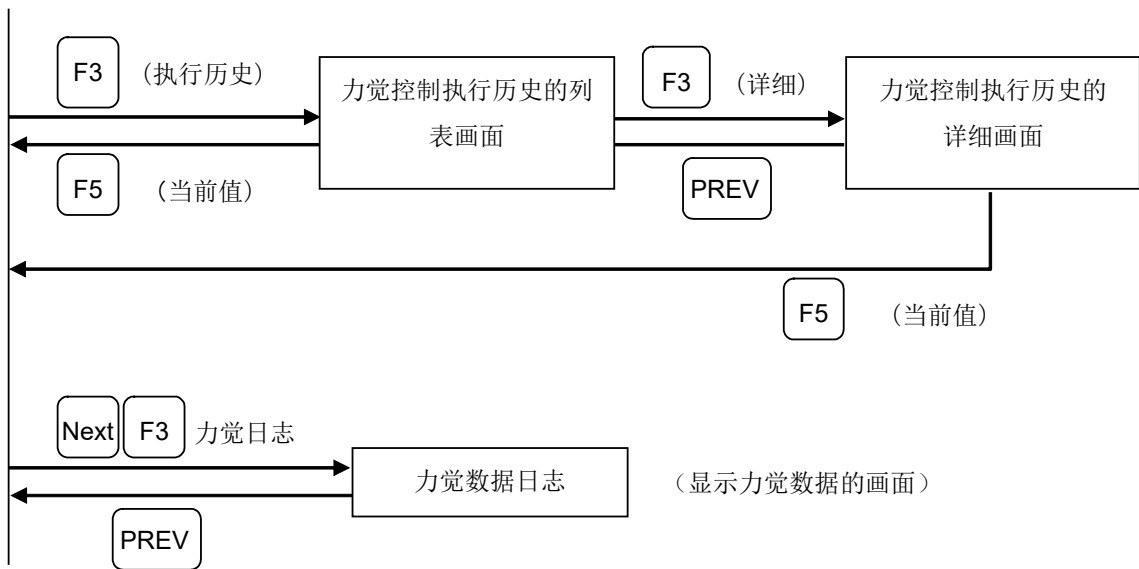 F3 (执行历史)
力觉控制执行历史的列
表画面
F3 (详细)
力觉控制执行历史的
详细画面
F5 (当前值)
PREV
F5 (当前值)
Next F3 力觉日志
力觉数据日志
(显示力觉数据的画面)
PREV